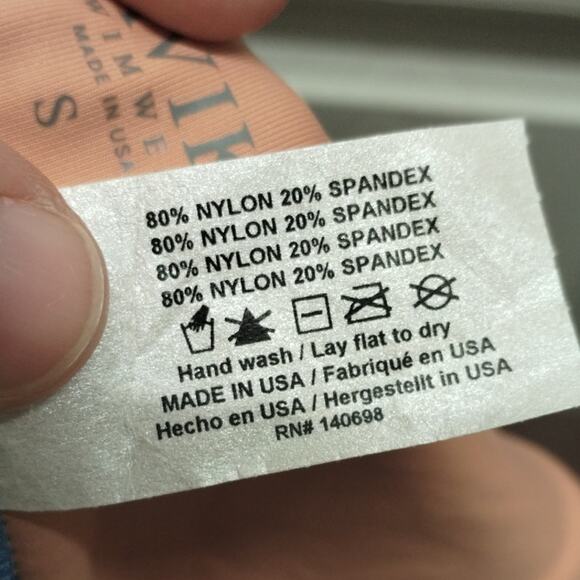 MADE IN USA
S
80% NYLON 20% SPANDEX
80% NYLON 20% SPANDEX
80% NYLON 20% SPANDEX
80% NYLON 20% SPANDEX
Hand wash / Lay flat to dry
MADE IN USA / Fabriqué en USA
Hecho en USA / Hergestellt in USA
RN# 140698